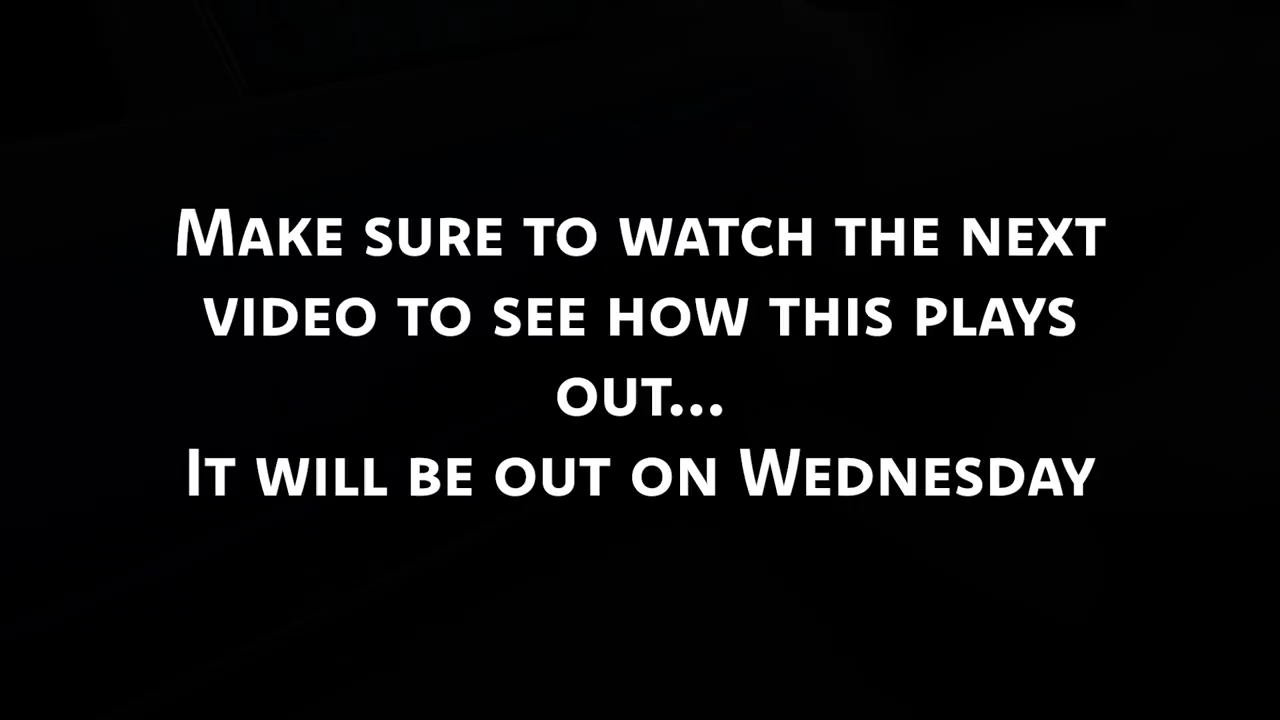 Make sure to watch the next
video to see how this plays
out...
It will be out on Wednesday